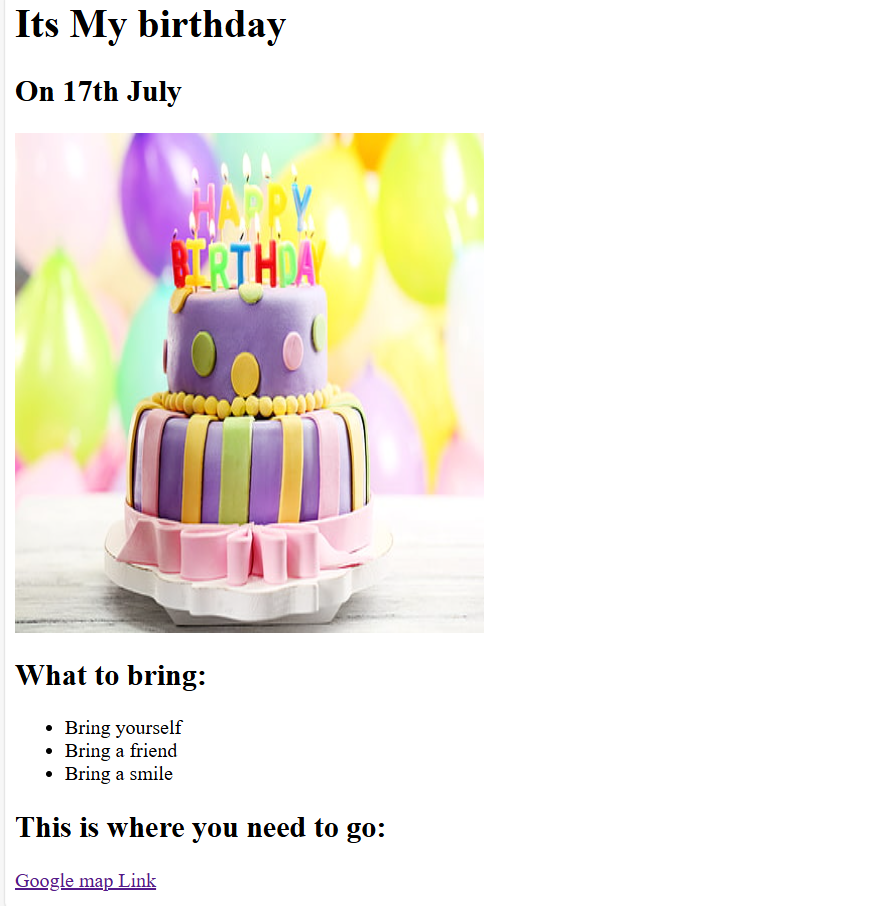 Its My birthday
On 17th July
HAPPY
BIRTHDAY
What to bring:
Bring yourself
Bring a friend
Bring a smile
This is where you need to go:
Google map Link